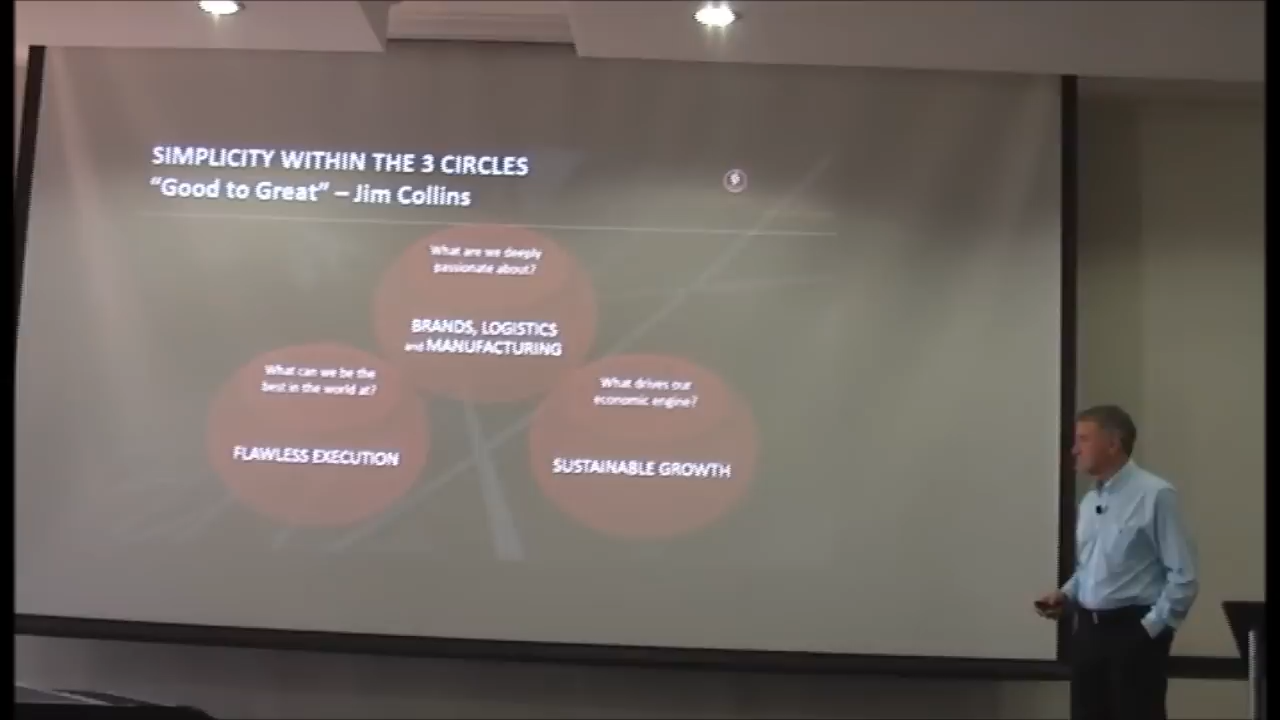 SIMPLICITY WITHIN THE 3 CIRCLES
“Good to Great” – Jim Collins
What are we deeply
passionate about?
BRANDS, LOGISTICS
and MANUFACTURING
What can we be the
best in the world at?
FLAWLESS EXECUTION
What drives our
economic engine?
SUSTAINABLE GROWTH